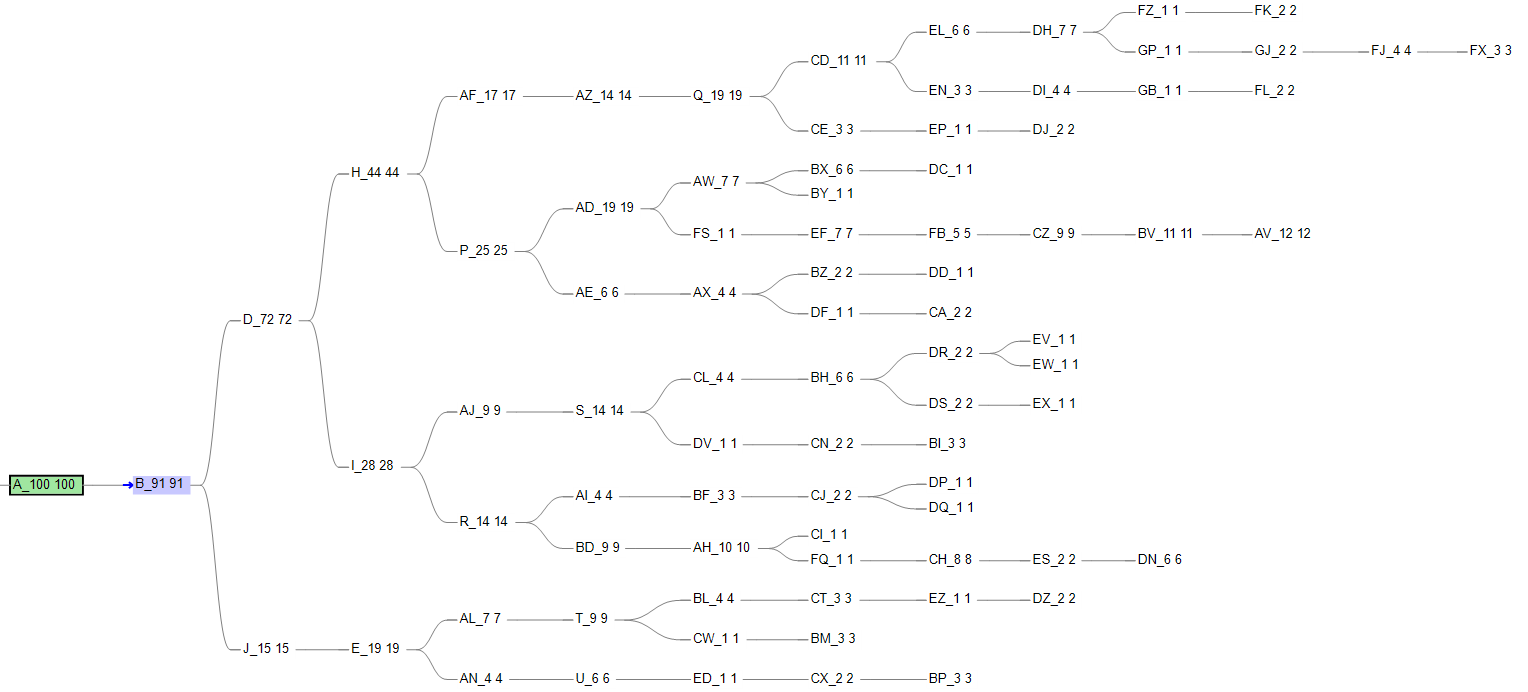 FZ_1 1 FK_2 2
EL_6 6 DH_7 7
GP_1 1 GJ_2 2 FJ_4 4 FX_3 3
CD_11 11
EN_3 3 DI_4 4 GB_1 1 FL_2 2
AF_17 17 AZ_14 14 Q_19 19
CE_3 3 EP_1 1 DJ_2 2
H_44 44
BX_6 6 DC_1 1
AW_7 7
BY_1 1
AD_19 19
FS_1 1 EF_7 7 FB_5 5 CZ_9 9 BV_11 11 AV_12 12
P_25 25
BZ_2 2 DD_1 1
AE_6 6 AX_4 4
DF_1 1 CA_2 2
D_72 72
EV_1 1
DR_2 2
EW_1 1
CL_4 4 BH_6 6
DS_2 2 EX_1 1
AJ_9 9 S_14 14
DV_1 1 CN_2 2 BI_3 3
I_28 28
DP_1 1
AI_4 4 BF_3 3 CJ_2 2
DQ_1 1
A_100 100 B_91 91
R_14 14
CI_1 1
BD_9 9 AH_10 10
FQ_1 1 CH_8 8 ES_2 2 DN_6 6
BL_4 4 CT_3 3 EZ_1 1 DZ_2 2
AL_7 7 T_9 9
CW_1 1 BM_3 3
J_15 15 E_19 19
AN_4 4 U_6 6 ED_1 1 CX_2 2 BP_3 3